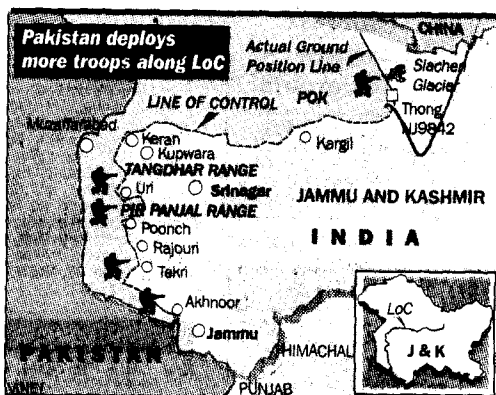 Pakistan deploys
more troops along LoC
Actual Ground
Position Line
CHINA
Siachen
Glacier
LINE OF CONTROL
POK
Thong
NJ9842
Muzaffarabad
Keran
Kupwara
Kargil
TANGDHAR RANGE
Uri
Srinagar
PIR PANJAL RANGE
JAMMU AND KASHMIR
Poonch
INDIA
Rajouri
Tekri
Akhnoor
LoC
Jammu
J & K
PAKISTAN
HIMACHAL
PUNJAB